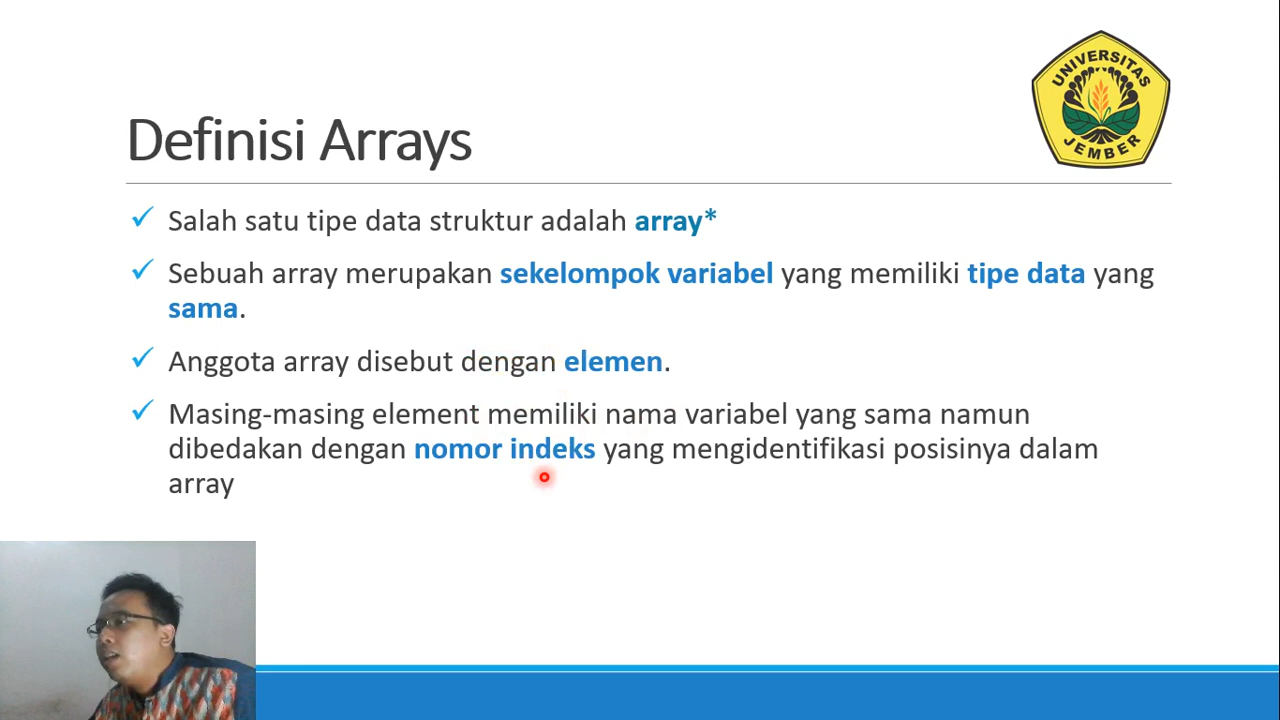 UNIVERSITAS
JEMBER
Definisi Arrays
Salah satu tipe data struktur adalah array*
Sebuah array merupakan sekelompok variabel yang memiliki tipe data yang
sama.
Anggota array disebut dengan elemen.
Masing-masing element memiliki nama variabel yang sama namun
dibedakan dengan nomor indeks yang mengidentifikasi posisinya dalam
array